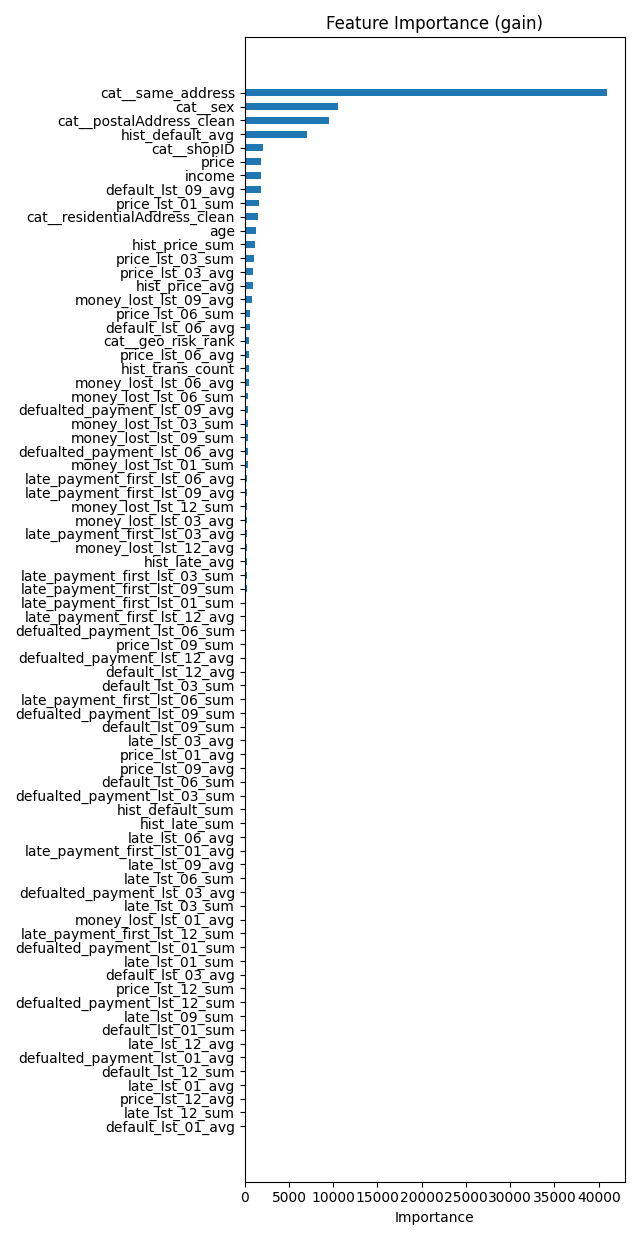 Feature Importance (gain)
cat__same_address
cat__sex
cat__postalAddress_clean
hist_default_avg
cat__shopID
price
income
default_lst_09_avg
price_lst_01_sum
cat__residentialAddress_clean
age
hist_price_sum
price_lst_03_sum
price_lst_03_avg
hist_price_avg
money_lost_lst_09_avg
price_lst_06_sum
default_lst_06_avg
cat__geo_risk_rank
price_lst_06_avg
hist_trans_count
money_lost_lst_06_avg
money_lost_lst_06_sum
defualted_payment_lst_09_avg
money_lost_lst_03_sum
money_lost_lst_09_sum
defualted_payment_lst_06_avg
money_lost_lst_01_sum
late_payment_first_lst_06_avg
late_payment_first_lst_09_avg
money_lost_lst_12_sum
money_lost_lst_03_avg
late_payment_first_lst_03_avg
money_lost_lst_12_avg
hist_late_avg
late_payment_first_lst_03_sum
late_payment_first_lst_09_sum
late_payment_first_lst_01_sum
late_payment_first_lst_12_avg
defualted_payment_lst_06_sum
price_lst_09_sum
defualted_payment_lst_12_avg
default_lst_12_avg
default_lst_03_sum
late_payment_first_lst_06_sum
defualted_payment_lst_09_sum
default_lst_09_sum
late_lst_03_avg
price_lst_01_avg
price_lst_09_avg
default_lst_06_sum
defualted_payment_lst_03_sum
hist_default_sum
hist_late_sum
late_lst_06_avg
late_payment_first_lst_01_avg
late_lst_09_avg
late_lst_06_sum
defualted_payment_lst_03_avg
late_lst_03_sum
money_lost_lst_01_avg
late_payment_first_lst_12_sum
defualted_payment_lst_01_sum
late_lst_01_sum
default_lst_03_avg
price_lst_12_sum
defualted_payment_lst_12_sum
late_lst_09_sum
default_lst_01_sum
late_lst_12_avg
defualted_payment_lst_01_avg
default_lst_12_sum
late_lst_01_avg
price_lst_12_avg
late_lst_12_sum
default_lst_01_avg
0 5000 10000 15000 20000 25000 30000 35000 40000
Importance